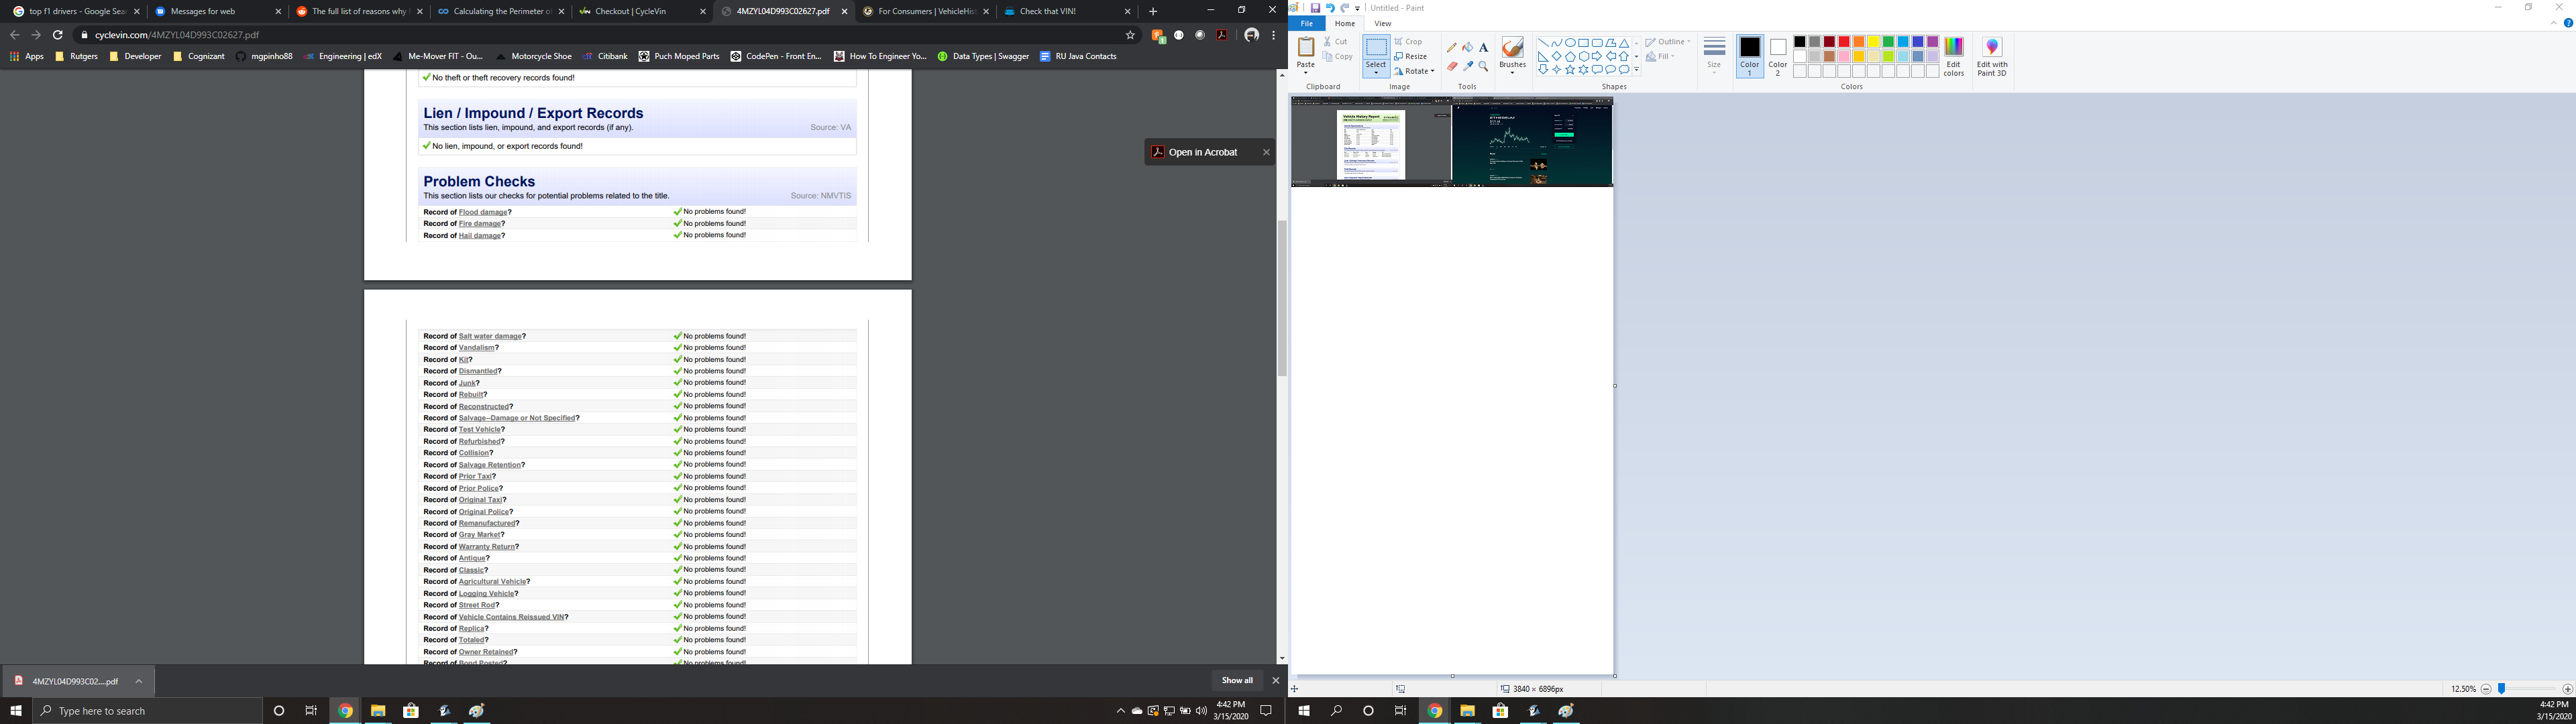 top f1 drivers - Google Sear
Messages for web
The full list of reasons why
Calculating the Perimeter o
Checkout | CycleVin
4MZYL04D993C02627.pdf
For Consumers | VehicleHist
Check that VIN!
cyclevin.com/4MZYL04D993C02627.pdf
Apps
Rutgers
Developer
Cognizant
mgpinho88
Engineering | edX
Me-Mover FIT - Ou...
Motorcycle Shoe
Citibank
Puch Moped Parts
CodePen - Front En...
How To Engineer Yo...
Data Types | Swagger
RU Java Contacts
No theft or theft recovery records found!
Lien / Impound / Export Records
This section lists lien, impound, and export records (if any).
Source: VA
No lien, impound, or export records found!
Open in Acrobat
Problem Checks
This section lists our checks for potential problems related to the title.
Source: NMVTIS
Record of Flood damage? No problems found!
Record of Fire damage? No problems found!
Record of Hail damage? No problems found!
Record of Salt water damage? No problems found!
Record of Vandalism? No problems found!
Record of Kit? No problems found!
Record of Dismantled? No problems found!
Record of Junk? No problems found!
Record of Rebuilt? No problems found!
Record of Reconstructed? No problems found!
Record of Salvage--Damage or Not Specified? No problems found!
Record of Test Vehicle? No problems found!
Record of Refurbished? No problems found!
Record of Collision? No problems found!
Record of Salvage Retention? No problems found!
Record of Prior Taxi? No problems found!
Record of Prior Police? No problems found!
Record of Original Taxi? No problems found!
Record of Original Police? No problems found!
Record of Remanufactured? No problems found!
Record of Gray Market? No problems found!
Record of Warranty Return? No problems found!
Record of Antique? No problems found!
Record of Classic? No problems found!
Record of Agricultural Vehicle? No problems found!
Record of Logging Vehicle? No problems found!
Record of Street Rod? No problems found!
Record of Vehicle Contains Reissued VIN? No problems found!
Record of Replica? No problems found!
Record of Totaled? No problems found!
Record of Owner Retained? No problems found!
Record of Bond Posted? No problems found!
4MZYL04D993C02....pdf
Show all
Type here to search
4:42 PM
3/15/2020
Untitled - Paint
File
Home
View
Paste
Cut
Copy
Clipboard
Select
Crop
Resize
Rotate
Image
Tools
Brushes
Outline
Fill
Shapes
Size
Color
1
Color
2
Edit
colors
Colors
Edit with
Paint 3D
Vehicle History Report
3840 × 6896px
12.50%
4:42 PM
3/15/2020